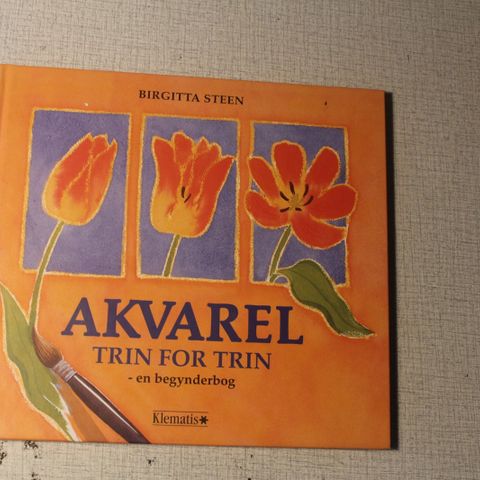 BIRGITTA STEEN
AKVAREL
TRIN FOR TRIN
- en begynderbog
Klematis